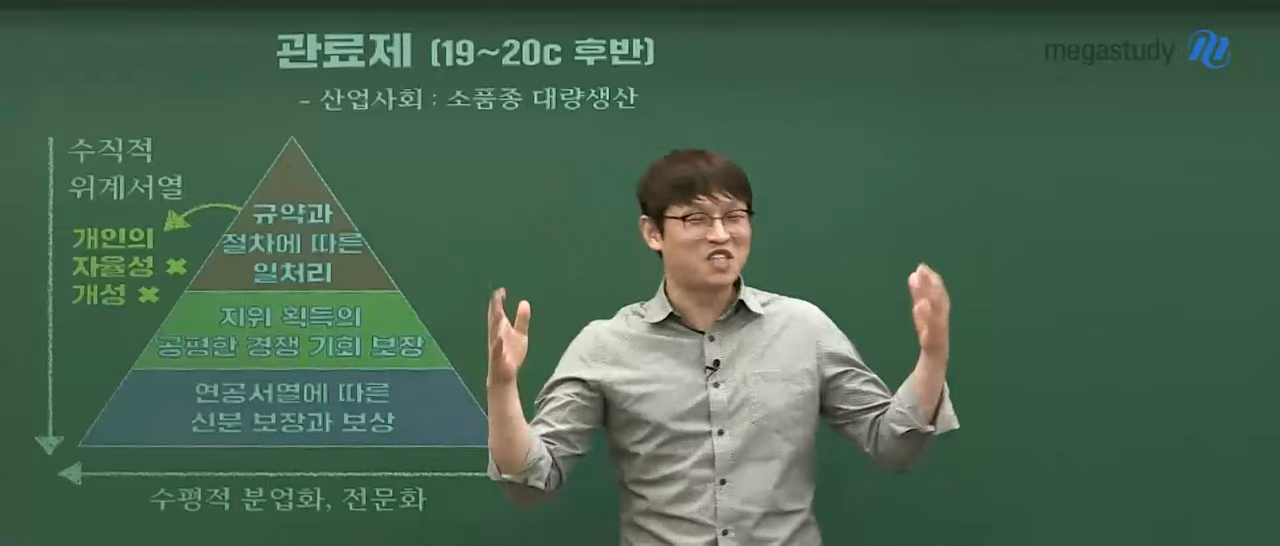 관료제 (19~20c 후반)
megastudy
- 산업사회 : 소품종 대량생산
수직적
위계서열
개인의
자율성 ✖
개성 ✖
규약과
절차에 따른
일처리
지위 획득의
공평한 경쟁 기회 보장
연공서열에 따른
신분 보장과 보상
수평적 분업화, 전문화